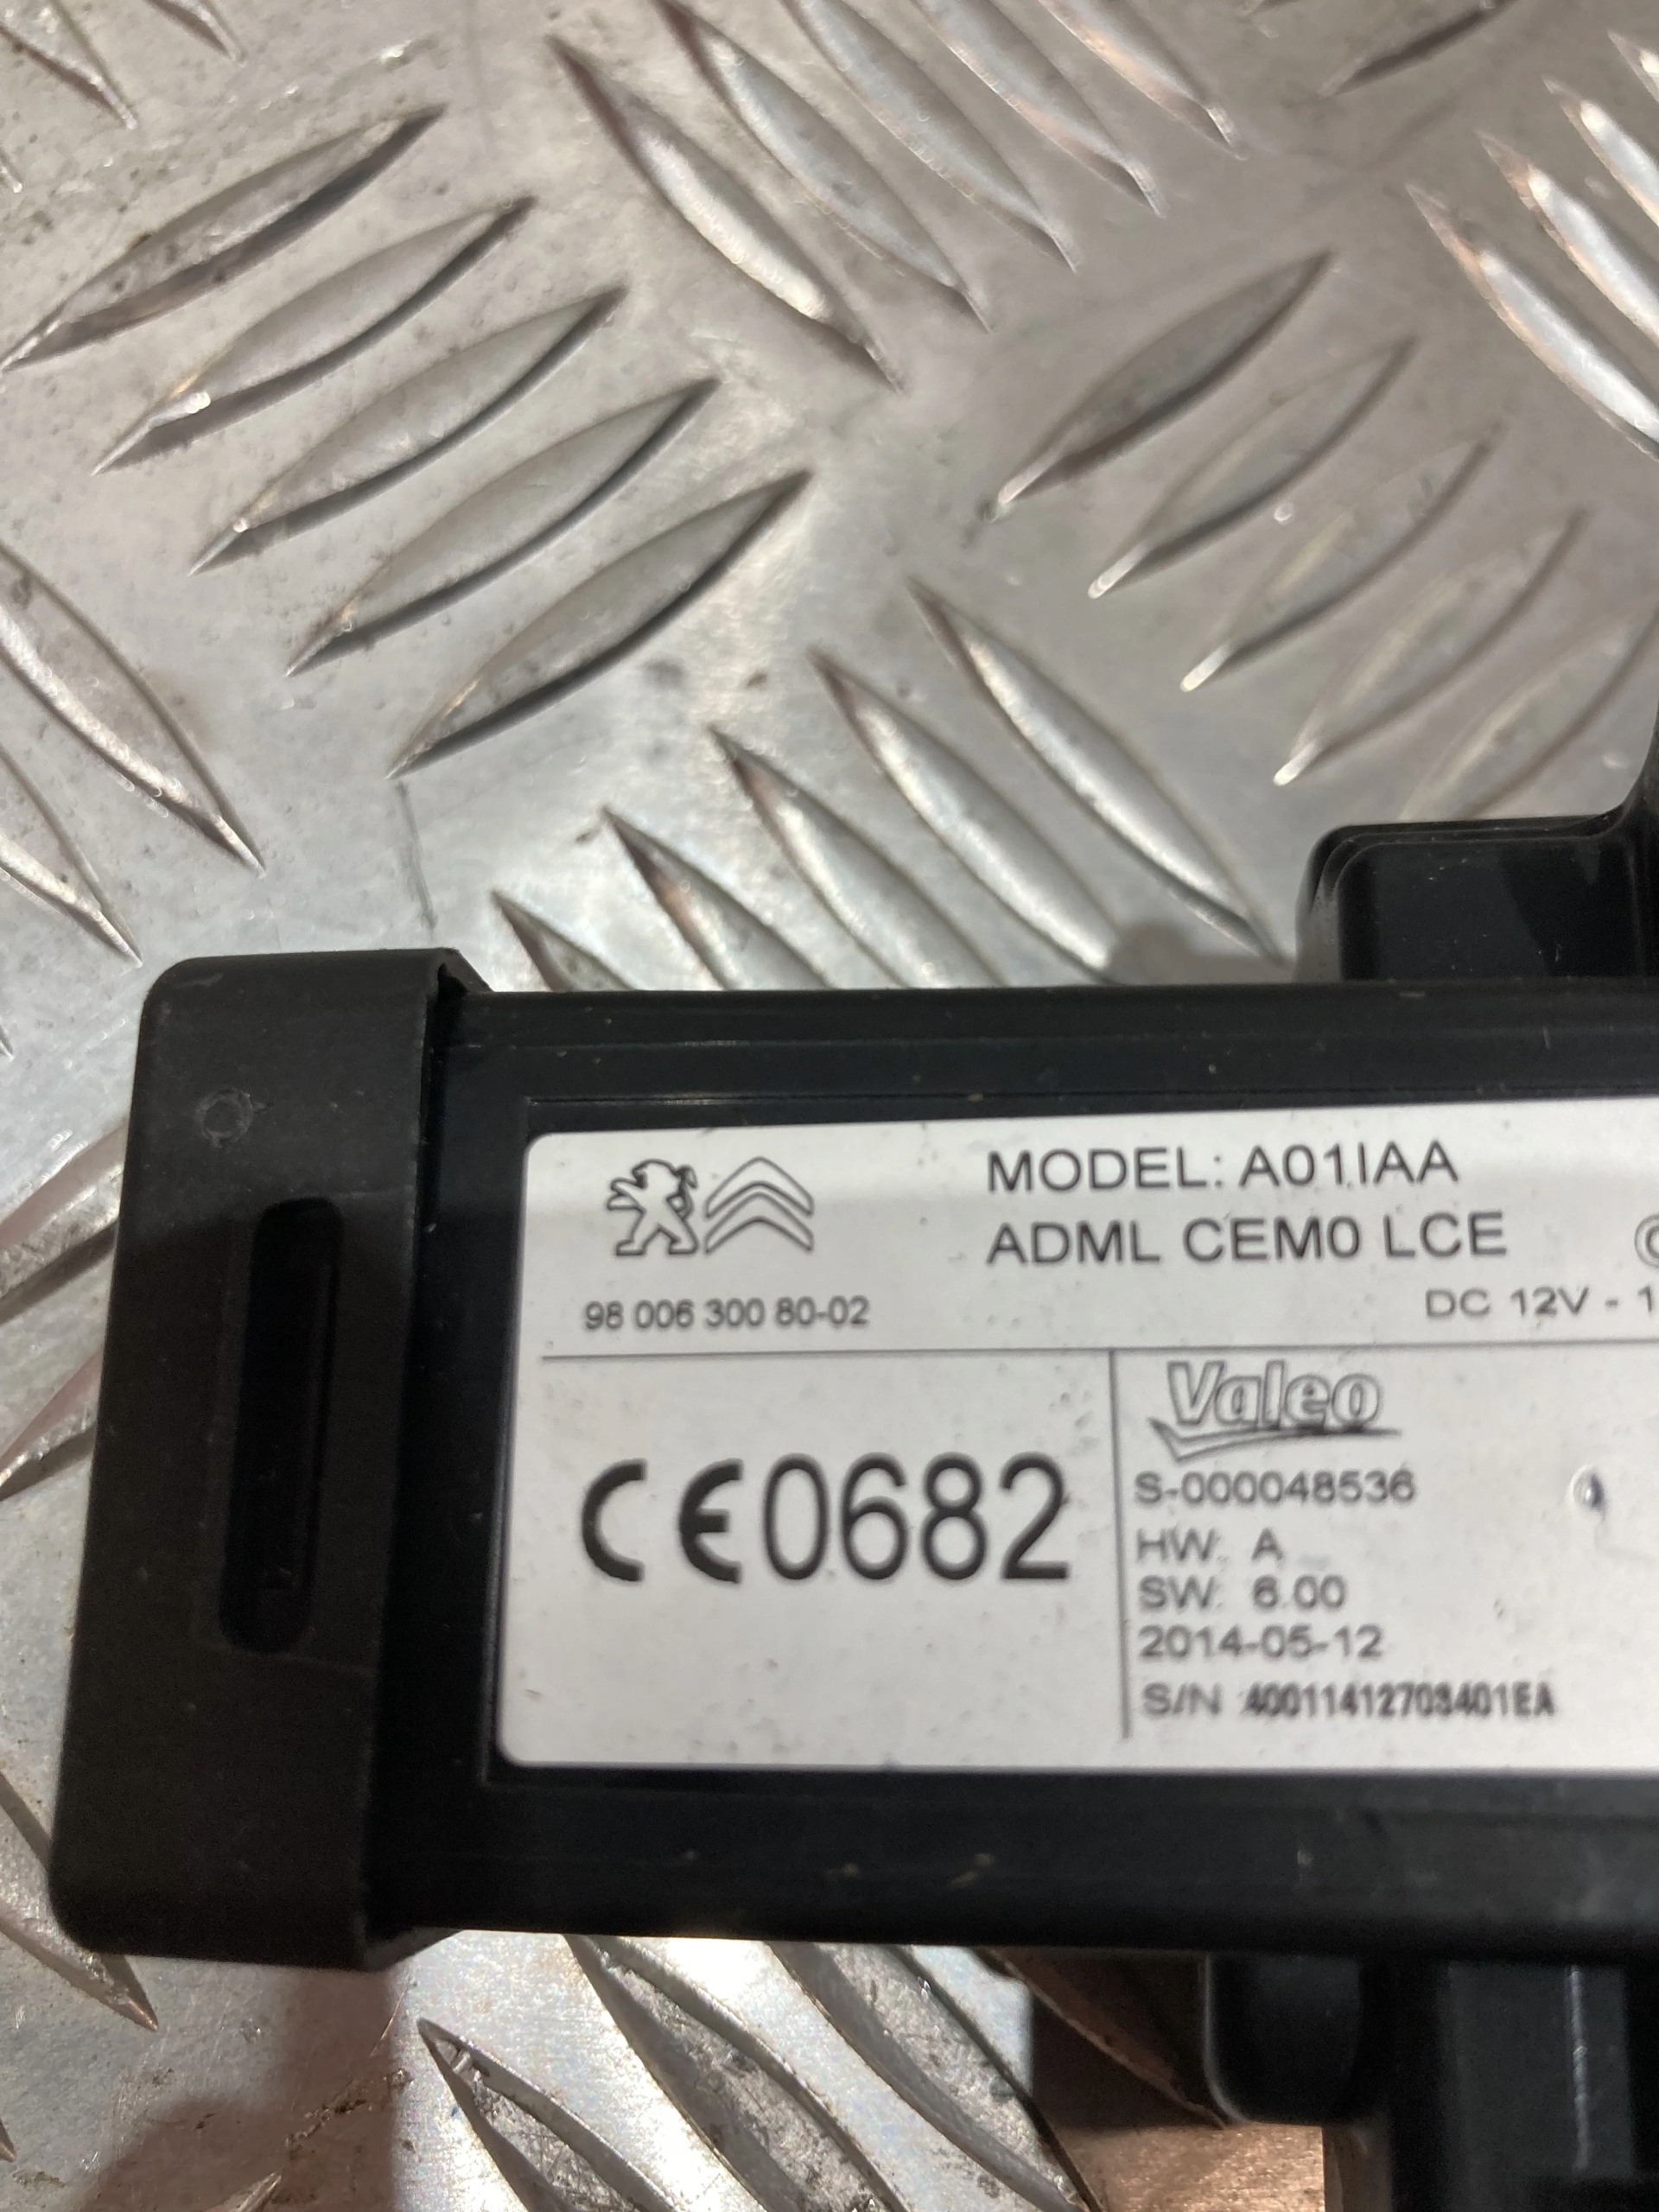 MODEL: A01IAA
ADML CEM0 LCE
98 006 300 80-02
DC 12V - 1
CE0682
Valeo
S-000048536
HW: A
SW: 6.00
2014-05-12
S/N 40011412703401EA